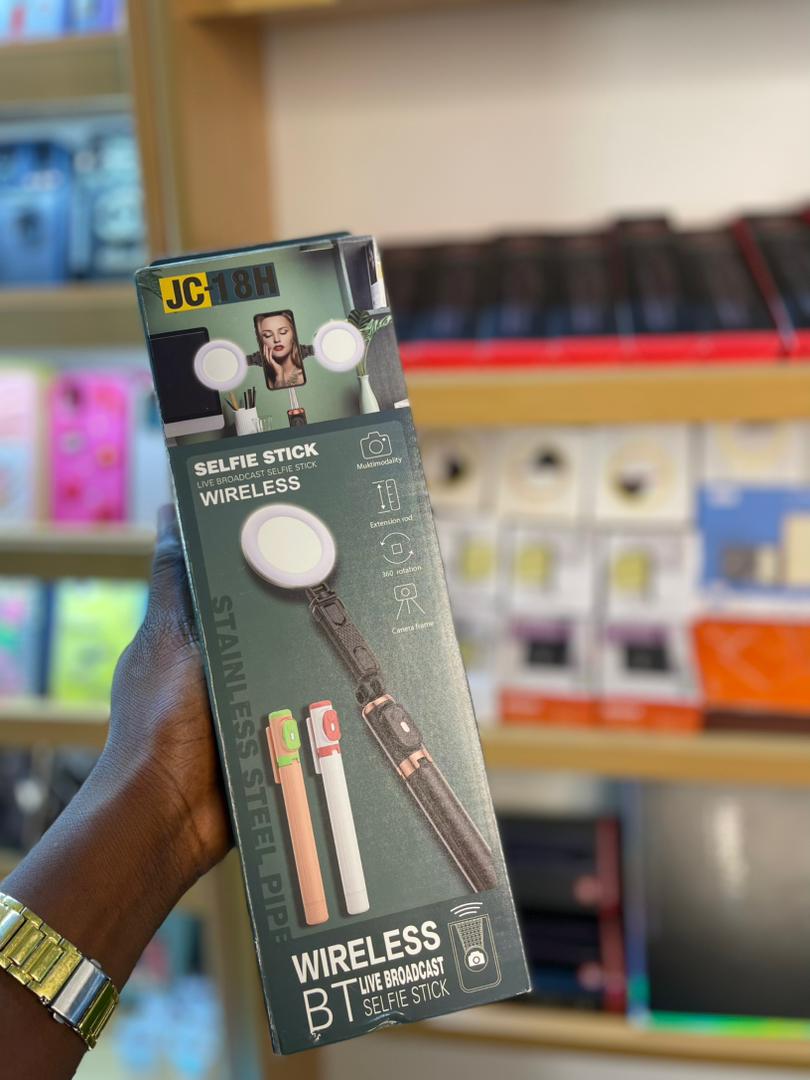 JC-18H
SELFIE STICK
LIVE BROADCAST SELFIE STICK
WIRELESS
Muktimodality
Extension rod
360 rotation
Camera frame
STAINLESS STEEL PIPE
WIRELESS
BT LIVE BROADCAST
SELFIE STICK